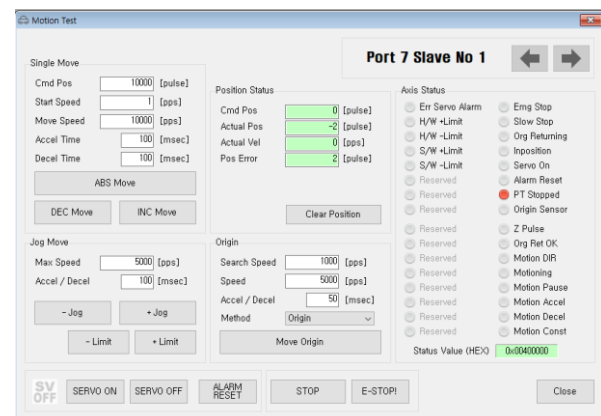 Motion Test
Port 7 Slave No 1
Single Move
Cmd Pos 10000 [pulse]
Start Speed 1 [pps]
Move Speed 10000 [pps]
Accel Time 100 [msec]
Decel Time 100 [msec]
ABS Move
DEC Move INC Move
Position Status
Cmd Pos 0 [pulse]
Actual Pos -2 [pulse]
Actual Vel 0 [pps]
Pos Error 2 [pulse]
Clear Position
Jog Move
Max Speed 5000 [pps]
Accel / Decel 100 [msec]
- Jog + Jog
- Limit + Limit
Origin
Search Speed 1000 [pps]
Speed 5000 [pps]
Accel / Decel 50 [msec]
Method Origin
Move Origin
Axis Status
Err Servo Alarm Emg Stop
H/W +Limit Slow Stop
H/W -Limit Org Returning
S/W +Limit Inposition
S/W -Limit Servo On
Reserved Alarm Reset
Reserved PT Stopped
Reserved Origin Sensor
Reserved Z Pulse
Reserved Org Ret OK
Reserved Motion DIR
Reserved Motioning
Reserved Motion Pause
Reserved Motion Accel
Reserved Motion Decel
Reserved Motion Const
Status Value (HEX) 0x00400000
SV OFF SERVO ON SERVO OFF ALARM RESET STOP E-STOP! Close